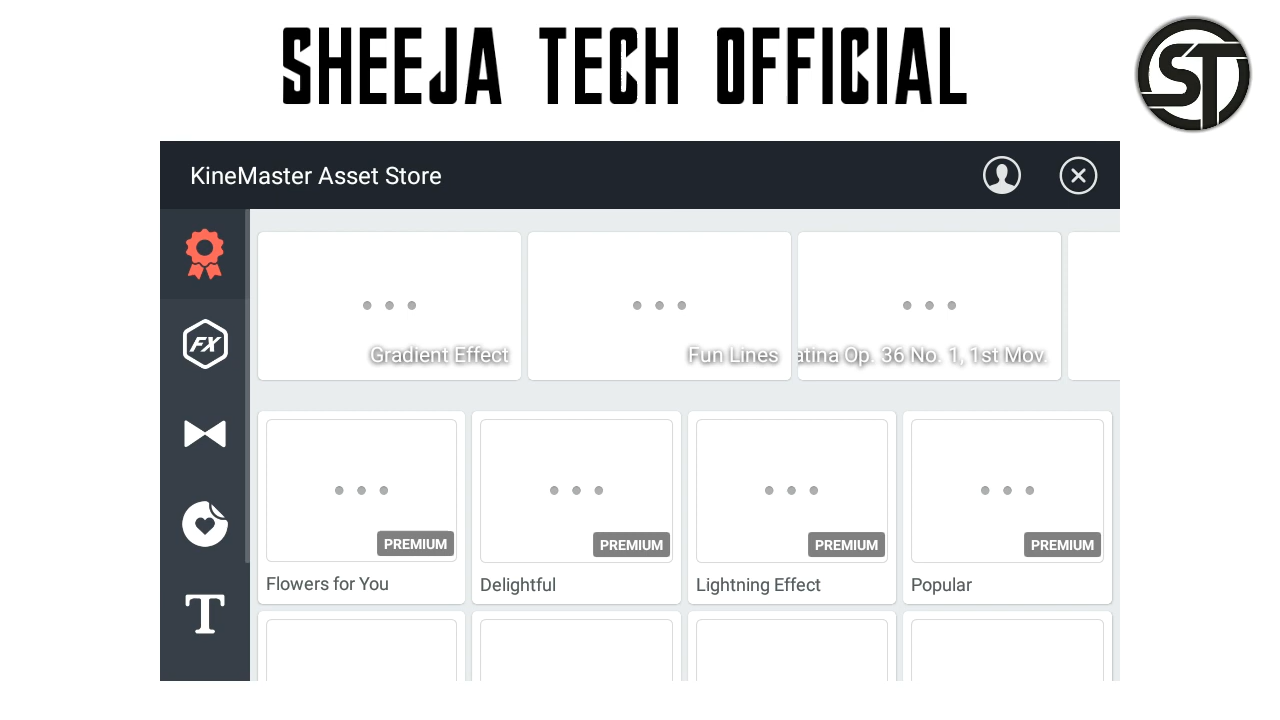 SHEEJA TECH OFFICIAL
ST
KineMaster Asset Store
FX
Gradient Effect
Fun Lines
Op. 36 No. 1, 1st Mov.
PREMIUM
PREMIUM
PREMIUM
PREMIUM
Flowers for You
Delightful
Lightning Effect
Popular
T